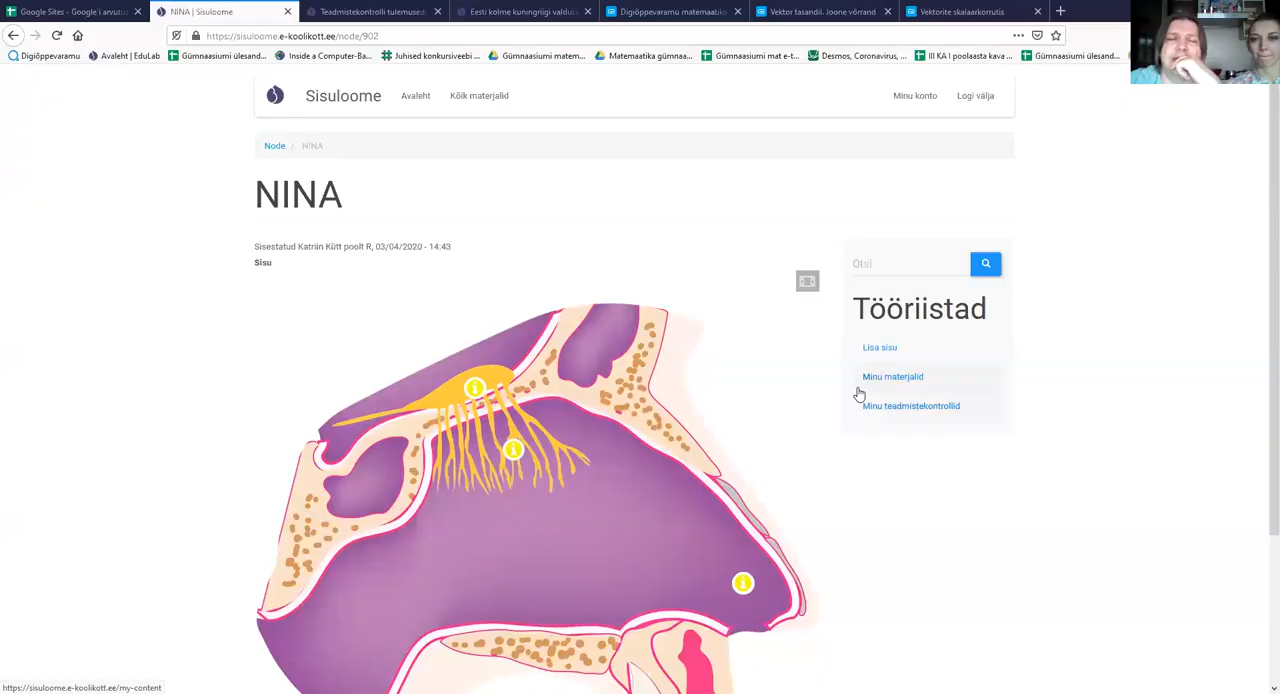 Google Sites - Google'i arvutus
NINA | Sisuloome
Teadmistekontrolli tulemused
Eesti kolme kuningriigi valdus
Digiõppevaramu matemaatika
Vektor tasandil. Joone võrrand
Vektorite skalaarkorrutis
https://sisuloome.e-koolikott.ee/node/902
Digiõppevaramu
Avaleht | EduLab
Gümnaasiumi ülesand...
Inside a Computer-Ba...
Juhised konkursiveebi ...
Gümnaasiumi matem...
Matemaatika gümnaa...
Gümnaasiumi mat e-t...
Desmos, Coronavirus, ...
III KA I poolaasta kava ...
Gümnaasiumi ülesand...
Sisuloome
Avaleht
Kõik materjalid
Minu konto
Logi välja
Node / NINA
NINA
Sisestatud Katriin Kütt poolt R, 03/04/2020 - 14:43
Sisu
Otsi
Tööriistad
Lisa sisu
Minu materjalid
Minu teadmistekontrollid
https://sisuloome.e-koolikott.ee/my-content